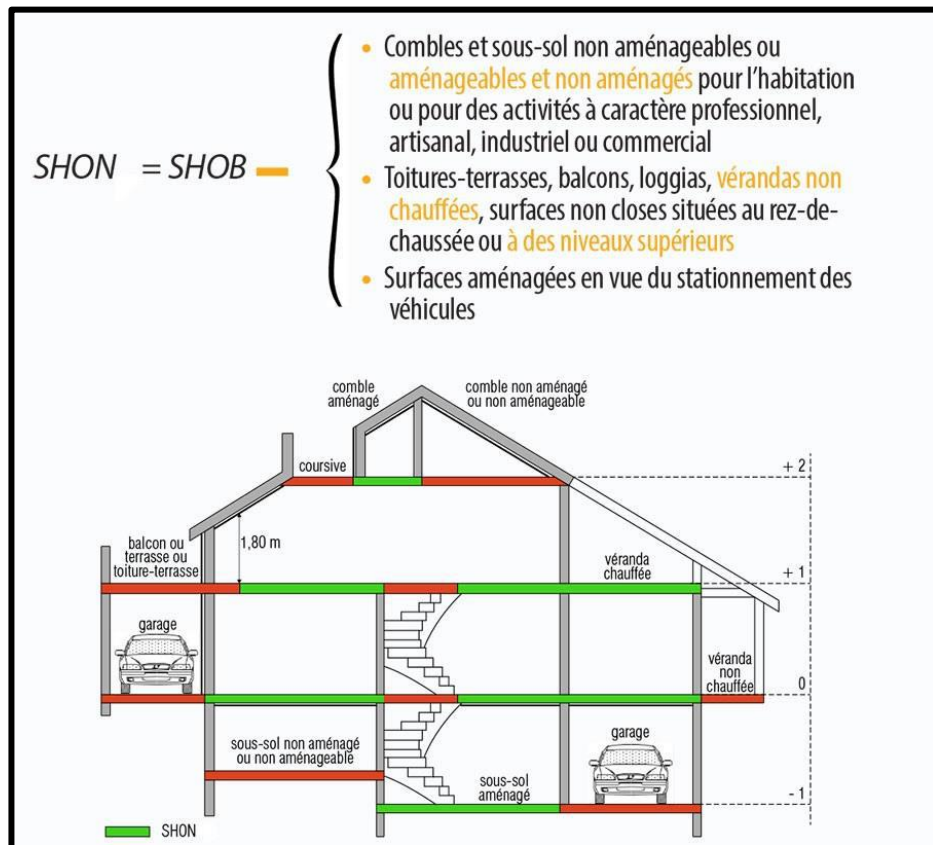 • Combles et sous-sol non aménageables ou
aménageables et non aménagés pour l'habitation
ou pour des activités à caractère professionnel,
artisanal, industriel ou commercial
SHON = SHOB –
• Toitures-terrasses, balcons, loggias, vérandas non
chauffées, surfaces non closes situées au rez-de-
chaussée ou à des niveaux supérieurs
• Surfaces aménagées en vue du stationnement des
véhicules
comble
aménagé
comble non aménagé
ou non aménageable
coursive
+ 2
1,80 m
balcon ou
terrasse ou
toiture-terrasse
véranda
chauffée
+ 1
garage
véranda
non
chauffée
0
sous-sol non aménagé
ou non aménageable
garage
sous-sol
aménagé
- 1
SHON